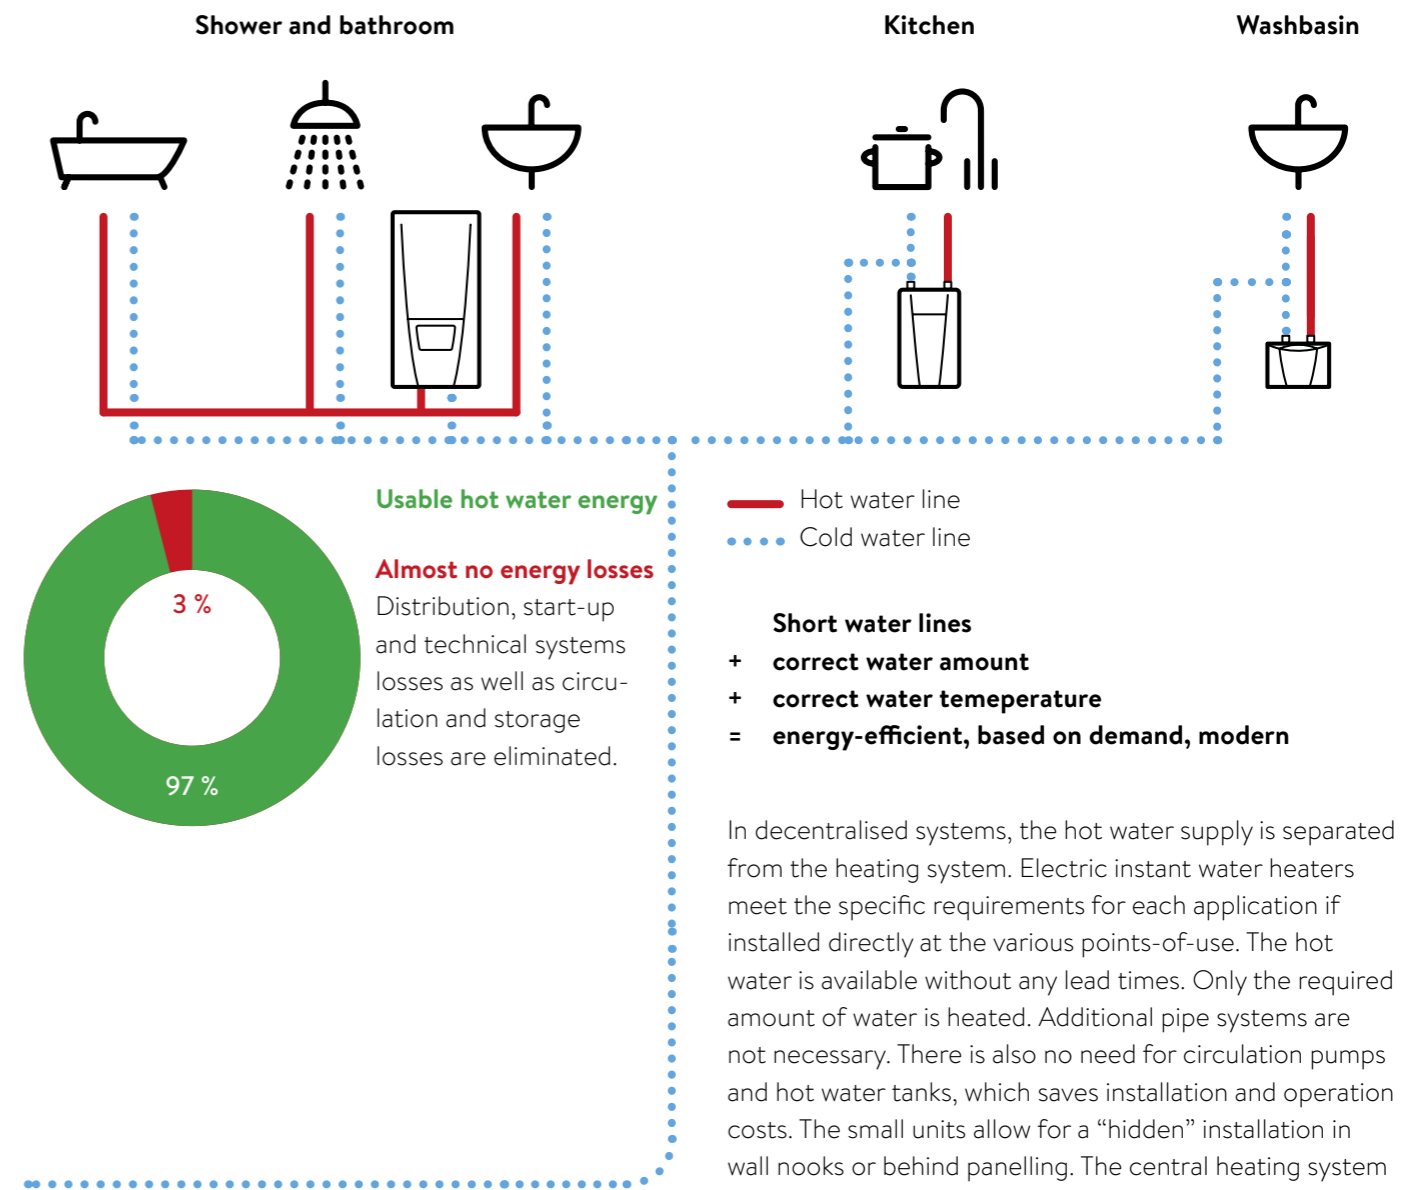 Shower and bathroom
Kitchen
Washbasin
Usable hot water energy
Almost no energy losses
Distribution, start-up
and technical systems
losses as well as circu-
lation and storage
losses are eliminated.
3 %
97 %
Hot water line
Cold water line
Short water lines
+ correct water amount
+ correct water temeperature
= energy-efficient, based on demand, modern
In decentralised systems, the hot water supply is separated
from the heating system. Electric instant water heaters
meet the specific requirements for each application if
installed directly at the various points-of-use. The hot
water is available without any lead times. Only the required
amount of water is heated. Additional pipe systems are
not necessary. There is also no need for circulation pumps
and hot water tanks, which saves installation and operation
costs. The small units allow for a “hidden” installation in
wall nooks or behind panelling. The central heating system